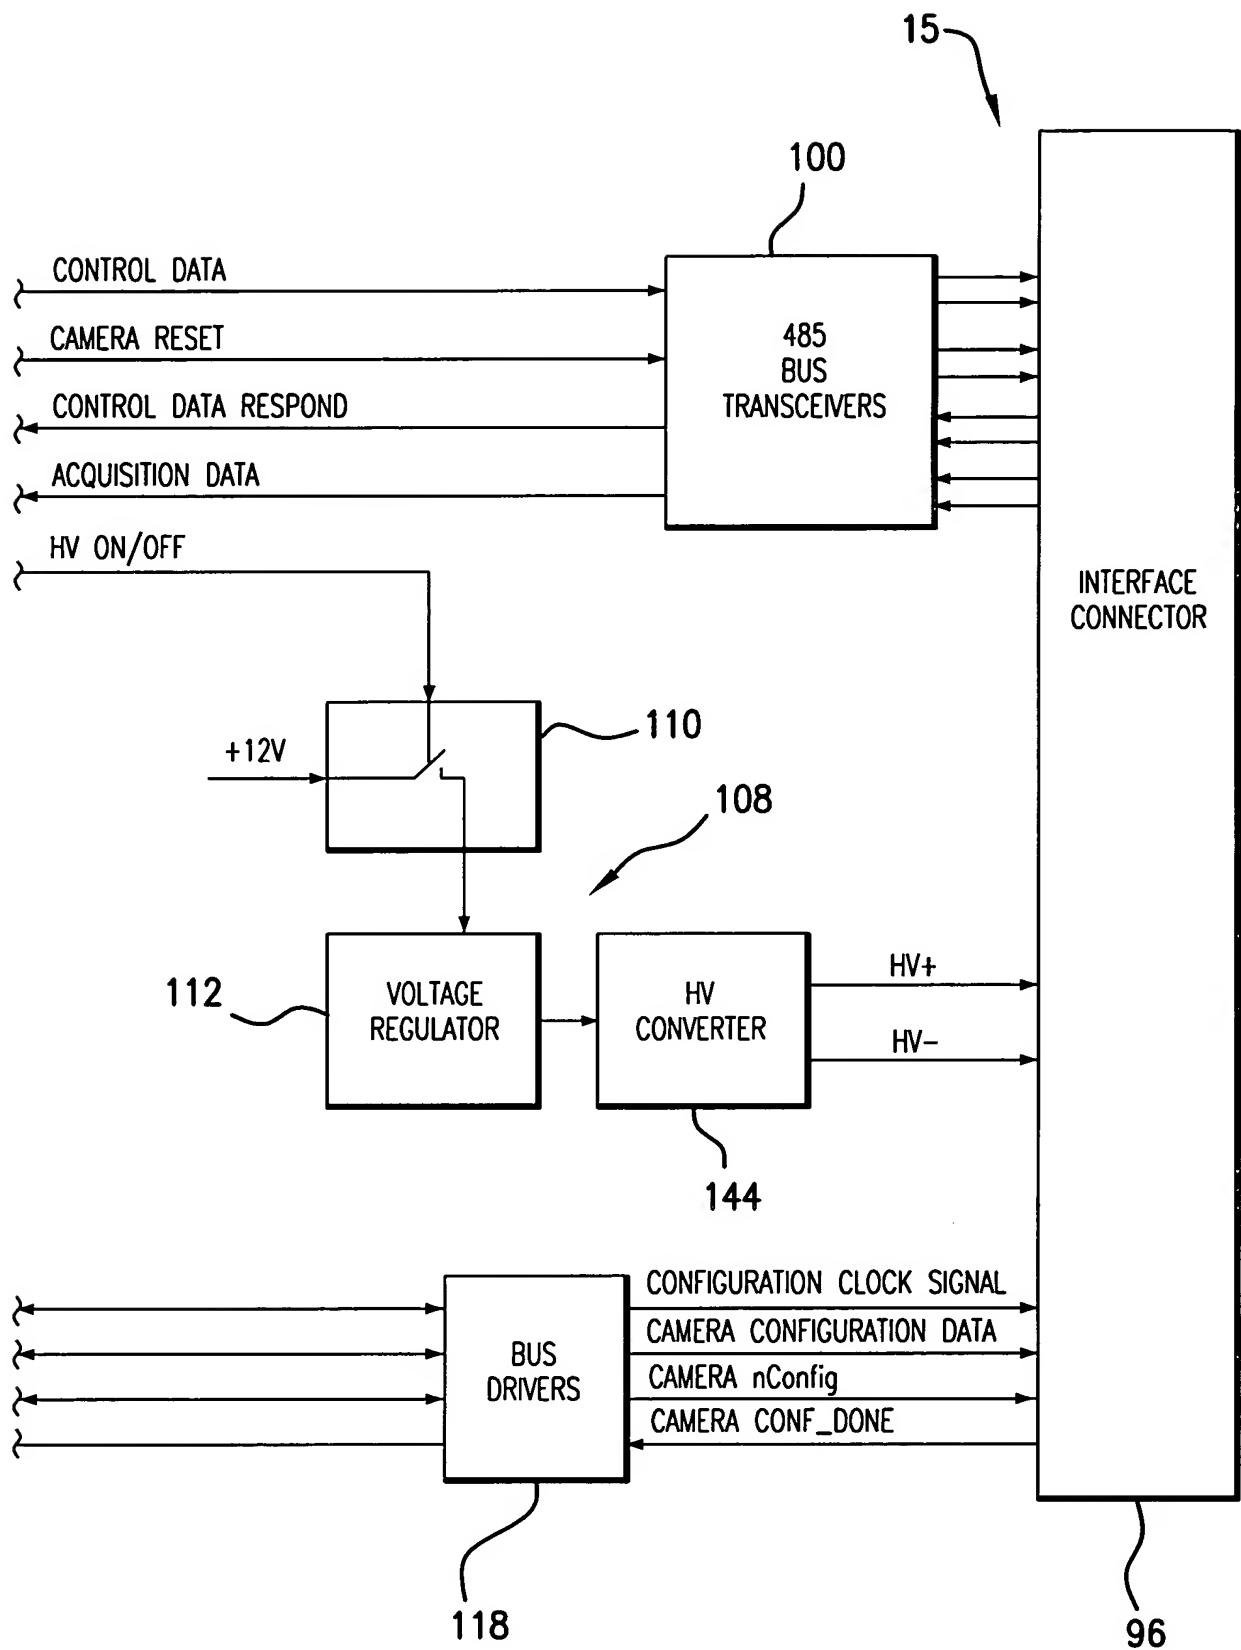 15
100
CONTROL DATA
CAMERA RESET
CONTROL DATA RESPOND
ACQUISITION DATA
HV ON/OFF
485
BUS
TRANSCEIVERS
INTERFACE
CONNECTOR
+12V
110
108
112
VOLTAGE
REGULATOR
HV
CONVERTER
HV+
HV-
144
BUS
DRIVERS
CONFIGURATION CLOCK SIGNAL
CAMERA CONFIGURATION DATA
CAMERA nConfig
CAMERA CONF_DONE
118
96